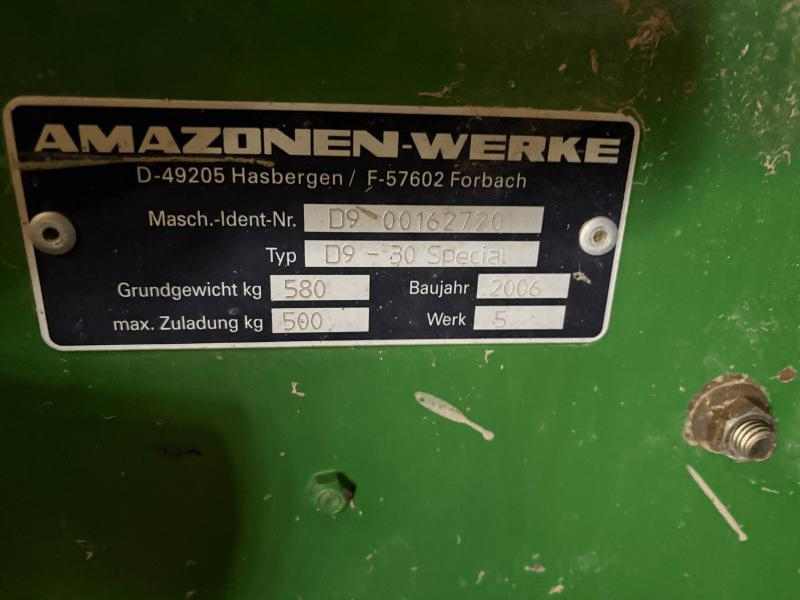 AMAZONEN-WERKE
D-49205 Hasbergen / F-57602 Forbach
Masch.-Ident-Nr. D9 00162720
Typ D9 - 30 Special
Grundgewicht kg 580 Baujahr 2006
max. Zuladung kg 500 Werk 5